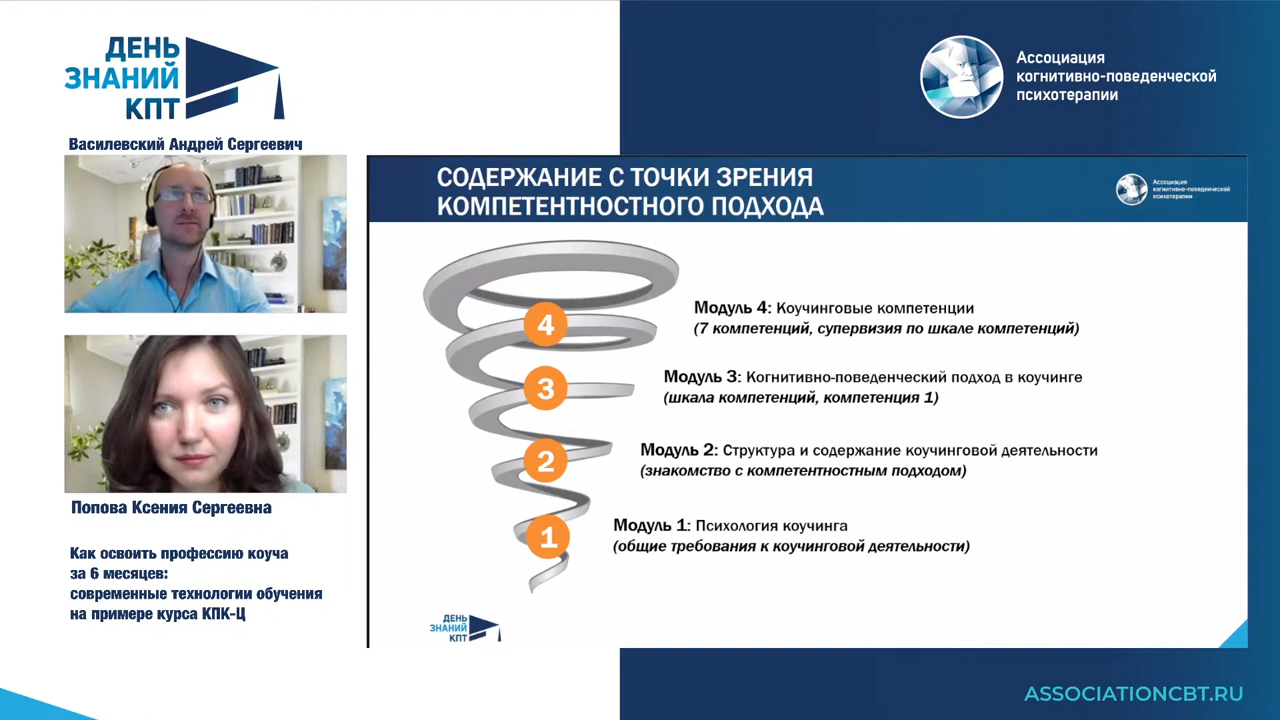 ДЕНЬ
ЗНАНИЙ
КПТ
Ассоциация
когнитивно-поведенческой
психотерапии
Василевский Андрей Сергеевич
СОДЕРЖАНИЕ С ТОЧКИ ЗРЕНИЯ
КОМПЕТЕНТНОСТНОГО ПОДХОДА
Ассоциация
когнитивно-поведенческой
психотерапии
4
Модуль 4: Коучинговые компетенции
(7 компетенций, супервизия по шкале компетенций)
3
Модуль 3: Когнитивно-поведенческий подход в коучинге
(шкала компетенций, компетенция 1)
2
Модуль 2: Структура и содержание коучинговой деятельности
(знакомство с компетентностным подходом)
1
Модуль 1: Психология коучинга
(общие требования к коучинговой деятельности)
Попова Ксения Сергеевна
Как освоить профессию коуча
за 6 месяцев:
современные технологии обучения
на примере курса КПК-Ц
ДЕНЬ
ЗНАНИЙ
КПТ
ASSOCIATIONCBT.RU